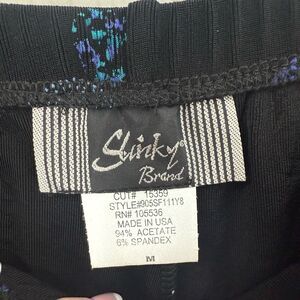 Slinky®
Brand
CUT# 15359
STYLE#905SF111Y8
RN# 105536
MADE IN USA
94% ACETATE
6% SPANDEX
M